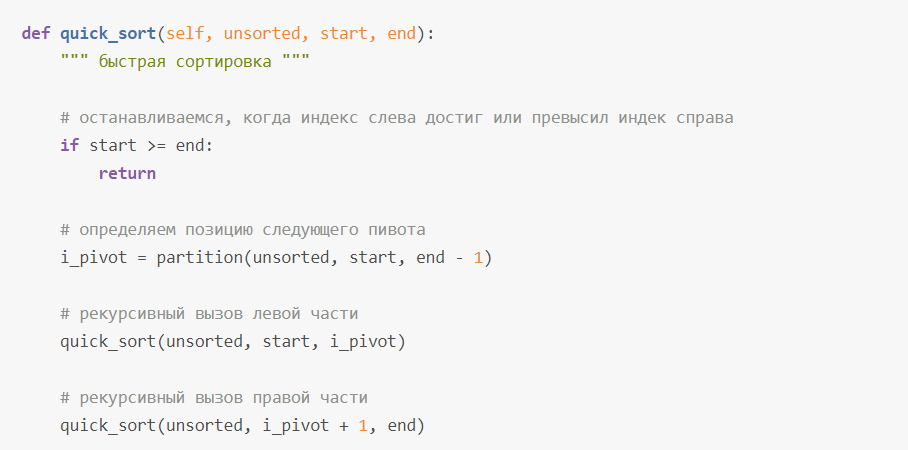 def quick_sort(self, unsorted, start, end):
""" быстрая сортировка """
# останавливаемся, когда индекс слева достиг или превысил индек справа
if start >= end:
return
# определяем позицию следующего пивота
i_pivot = partition(unsorted, start, end - 1)
# рекурсивный вызов левой части
quick_sort(unsorted, start, i_pivot)
# рекурсивный вызов правой части
quick_sort(unsorted, i_pivot + 1, end)